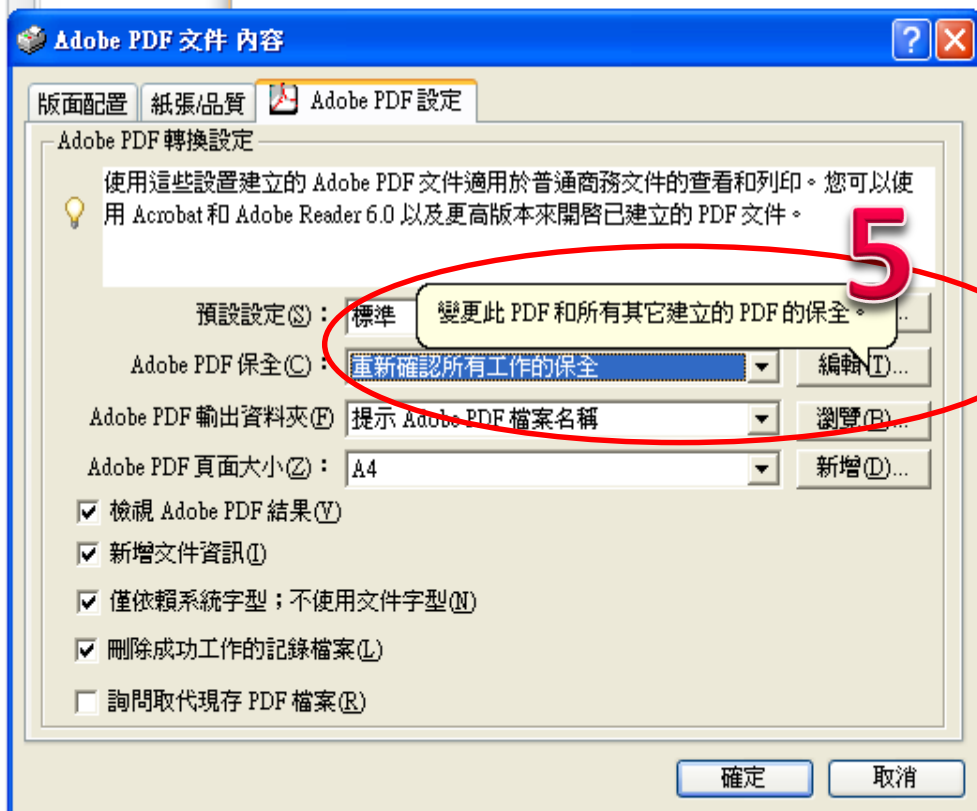 Adobe PDF 文件 內容
版面配置 紙張/品質 Adobe PDF 設定
Adobe PDF 轉換設定
使用這些設置建立的 Adobe PDF 文件適用於普通商務文件的查看和列印。您可以使
用 Acrobat 和 Adobe Reader 6.0 以及更高版本來開啓已建立的 PDF 文件。
5
預設設定(S)： 標準
變更此 PDF 和所有其它建立的 PDF 的保全。
Adobe PDF 保全(C)： 重新確認所有工作的保全 編輯(T)...
Adobe PDF 輸出資料夾(F) 提示 Adobe PDF 檔案名稱 瀏覽(B)...
Adobe PDF 頁面大小(Z)： A4 新增(D)...
檢視 Adobe PDF 結果(V)
新增文件資訊(I)
僅依賴系統字型；不使用文件字型(N)
刪除成功工作的記錄檔案(L)
詢問取代現存 PDF 檔案(R)
確定 取消